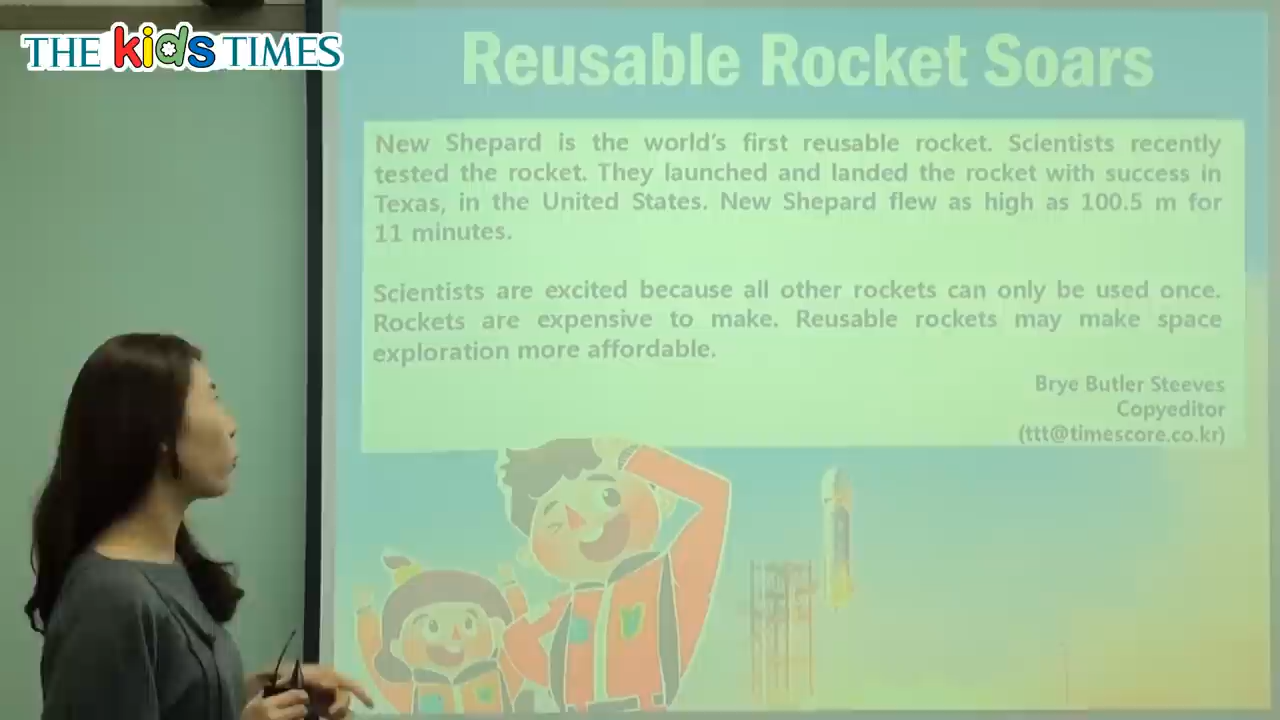 THE kids TIMES
Reusable Rocket Soars
New Shepard is the world's first reusable rocket. Scientists recently
tested the rocket. They launched and landed the rocket with success in
Texas, in the United States. New Shepard flew as high as 100.5 m for
11 minutes.
Scientists are excited because all other rockets can only be used once.
Rockets are expensive to make. Reusable rockets may make space
exploration more affordable.
Brye Butler Steeves
Copyeditor
(ttt@timescore.co.kr)